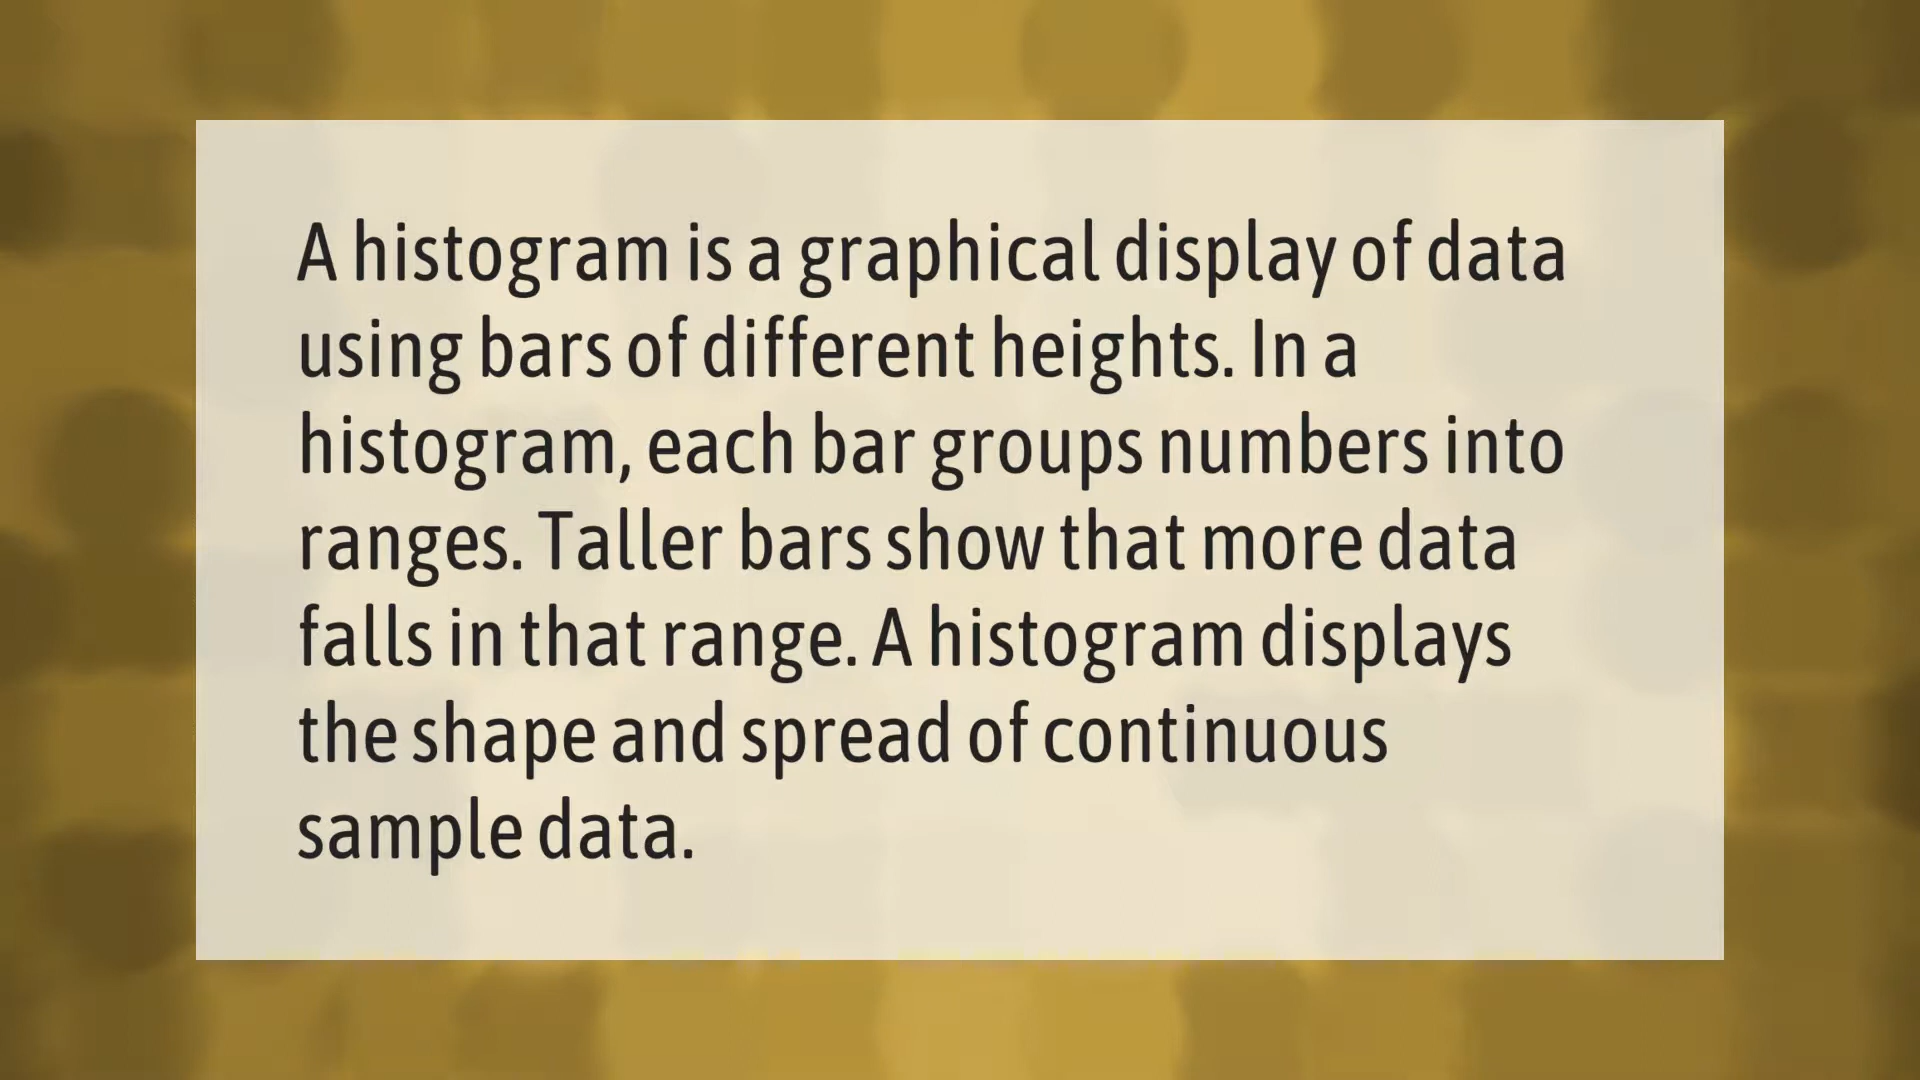 A histogram is a graphical display of data
using bars of different heights. In a
histogram, each bar groups numbers into
ranges. Taller bars show that more data
falls in that range. A histogram displays
the shape and spread of continuous
sample data.